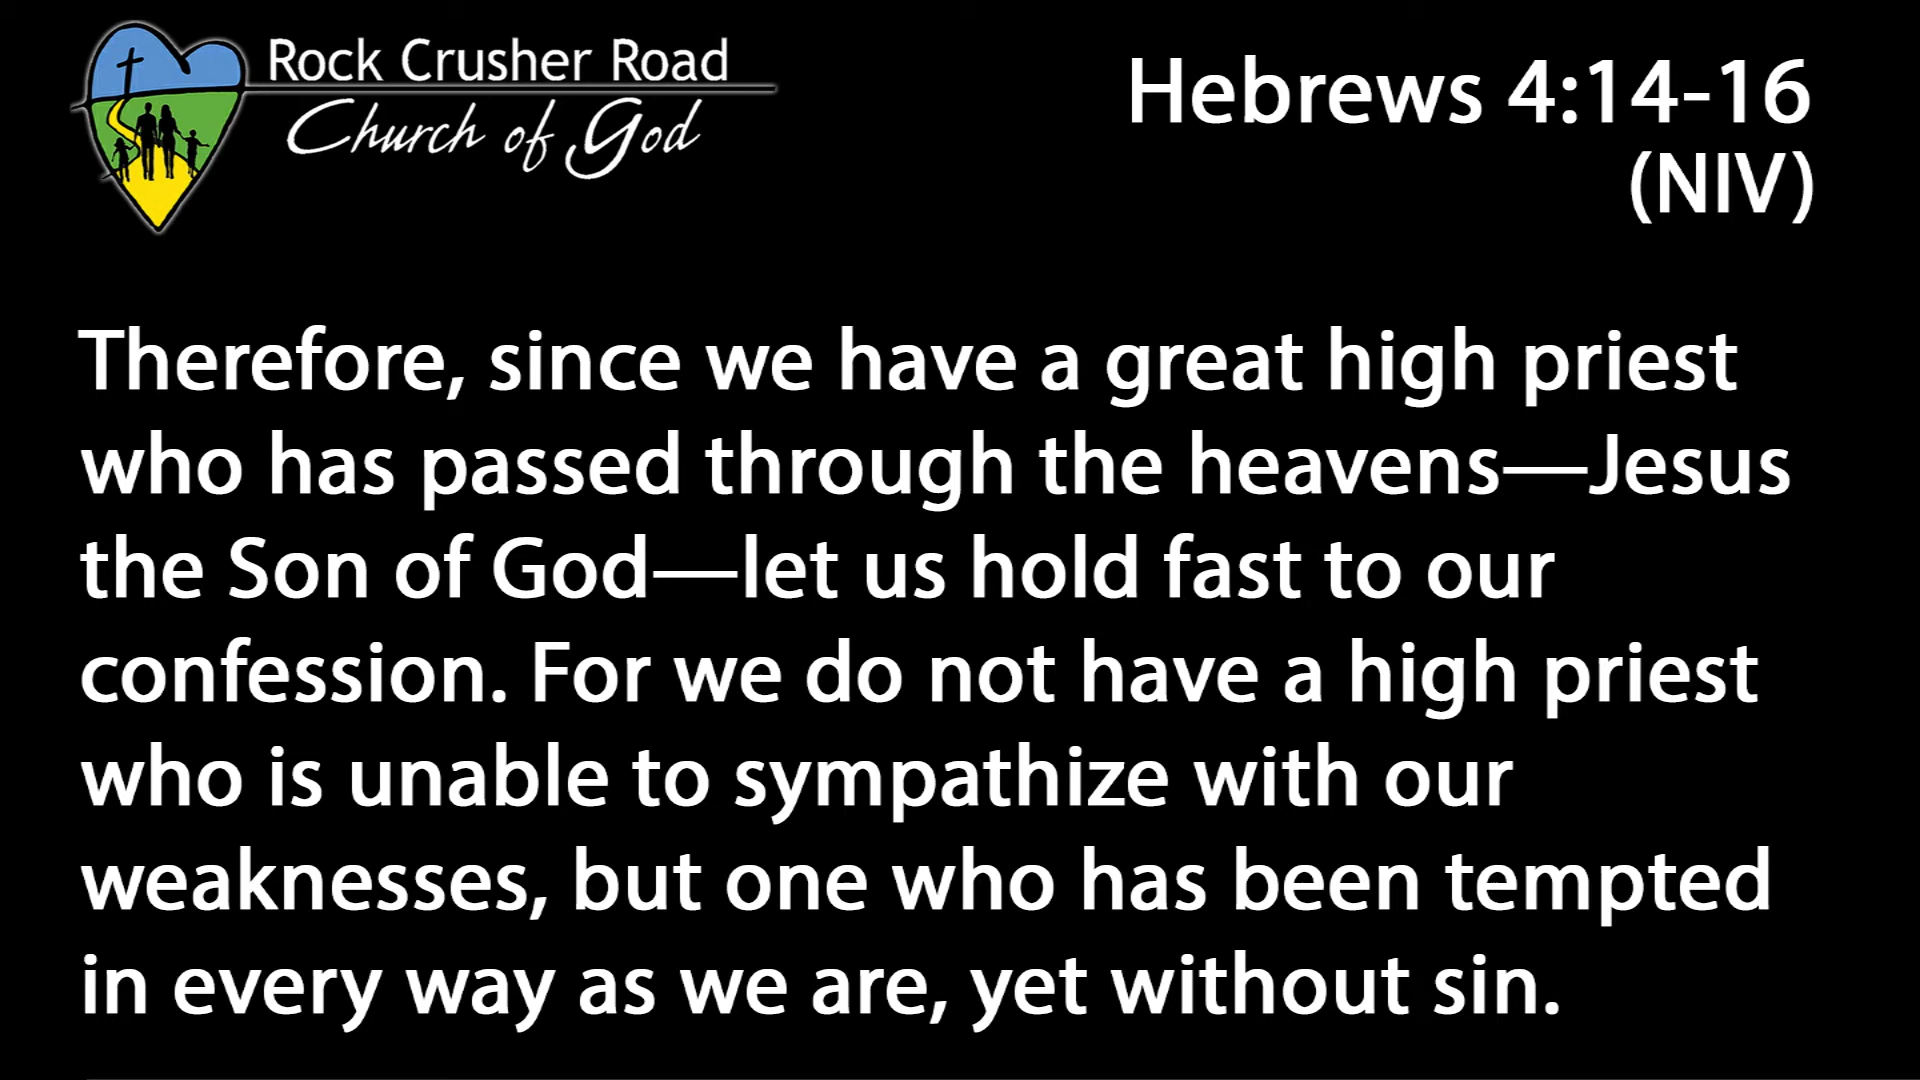 Rock Crusher Road
Church of God
Hebrews 4:14-16
(NIV)
Therefore, since we have a great high priest
who has passed through the heavens—Jesus
the Son of God—let us hold fast to our
confession. For we do not have a high priest
who is unable to sympathize with our
weaknesses, but one who has been tempted
in every way as we are, yet without sin.